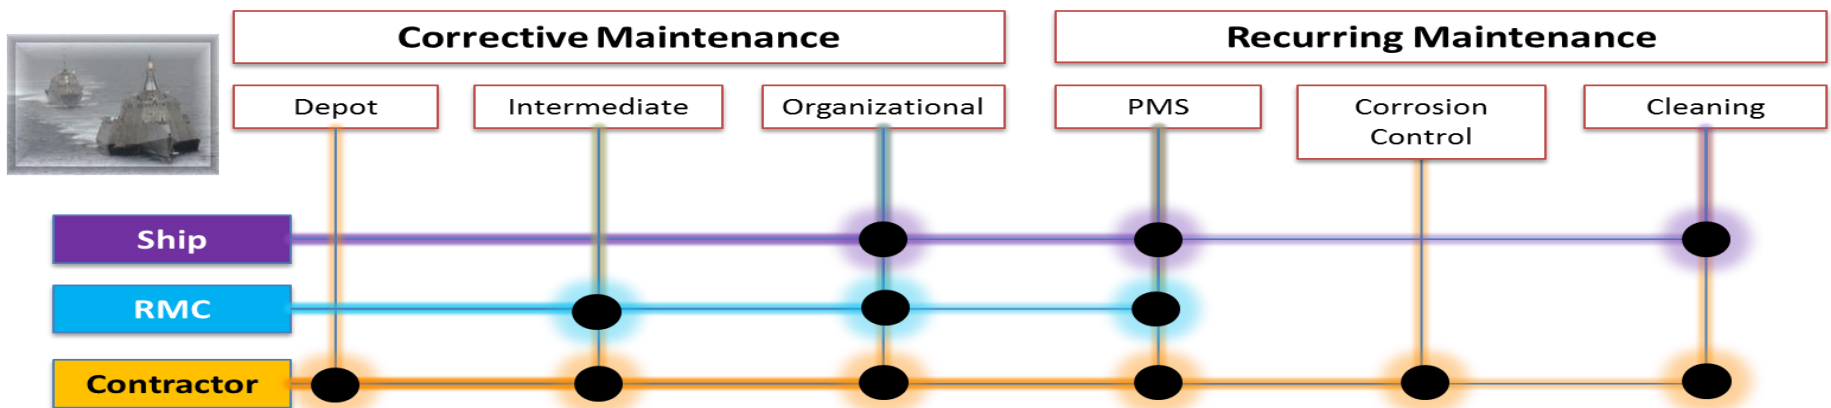 Corrective Maintenance
Recurring Maintenance
Depot
Intermediate
Organizational
PMS
Corrosion
Control
Cleaning
Ship
RMC
Contractor